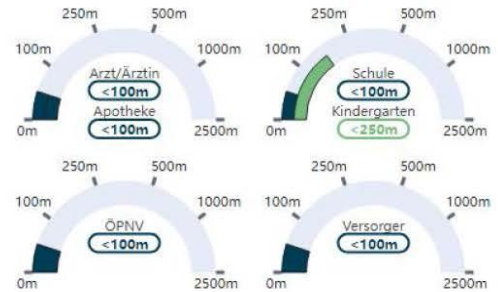 250m 500m
100m 1000m
Arzt/Ärztin
<100m
Apotheke
<100m
0m 2500m
250m 500m
100m 1000m
Schule
<100m
Kindergarten
<250m
0m 2500m
250m 500m
100m 1000m
ÖPNV
<100m
0m 2500m
250m 500m
100m 1000m
Versorger
<100m
0m 2500m